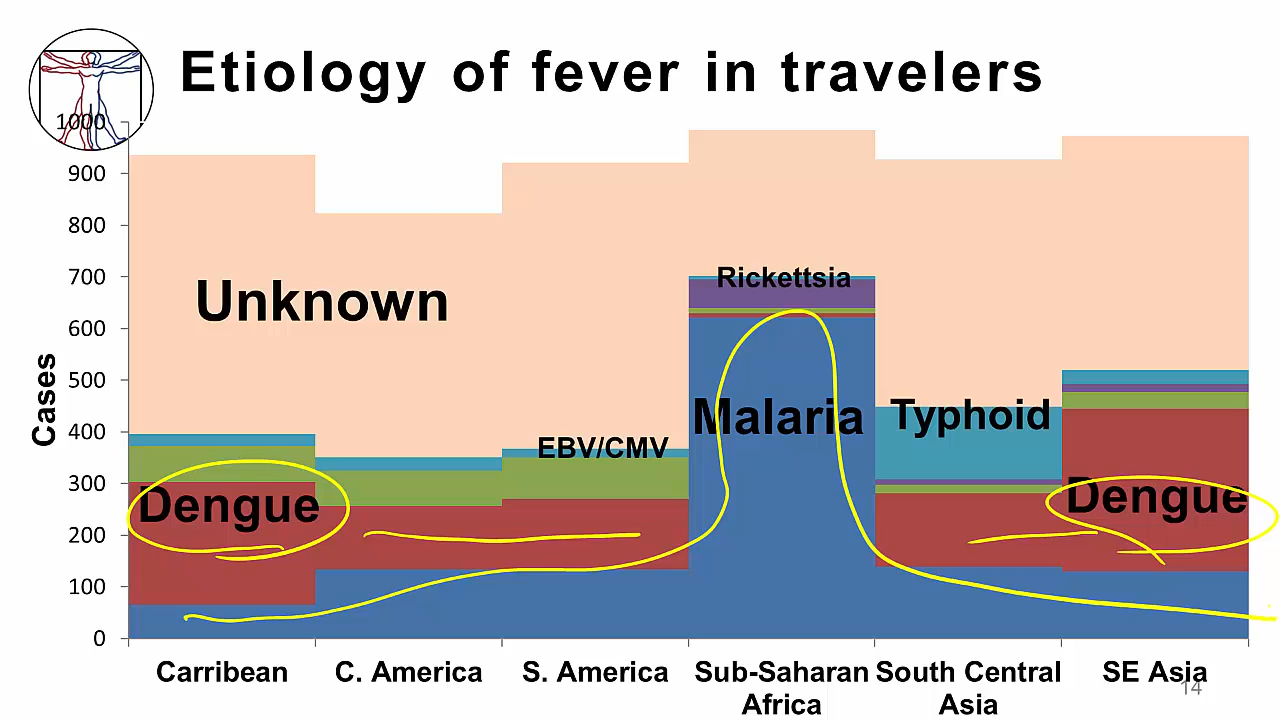 Etiology of fever in travelers
1000
900
800
700
600
500
400
300
200
100
0
Cases
Unknown
Rickettsia
Malaria
Typhoid
EBV/CMV
Dengue
Dengue
Carribean
C. America
S. America
Sub-Saharan
Africa
South Central
Asia
SE Asia
14